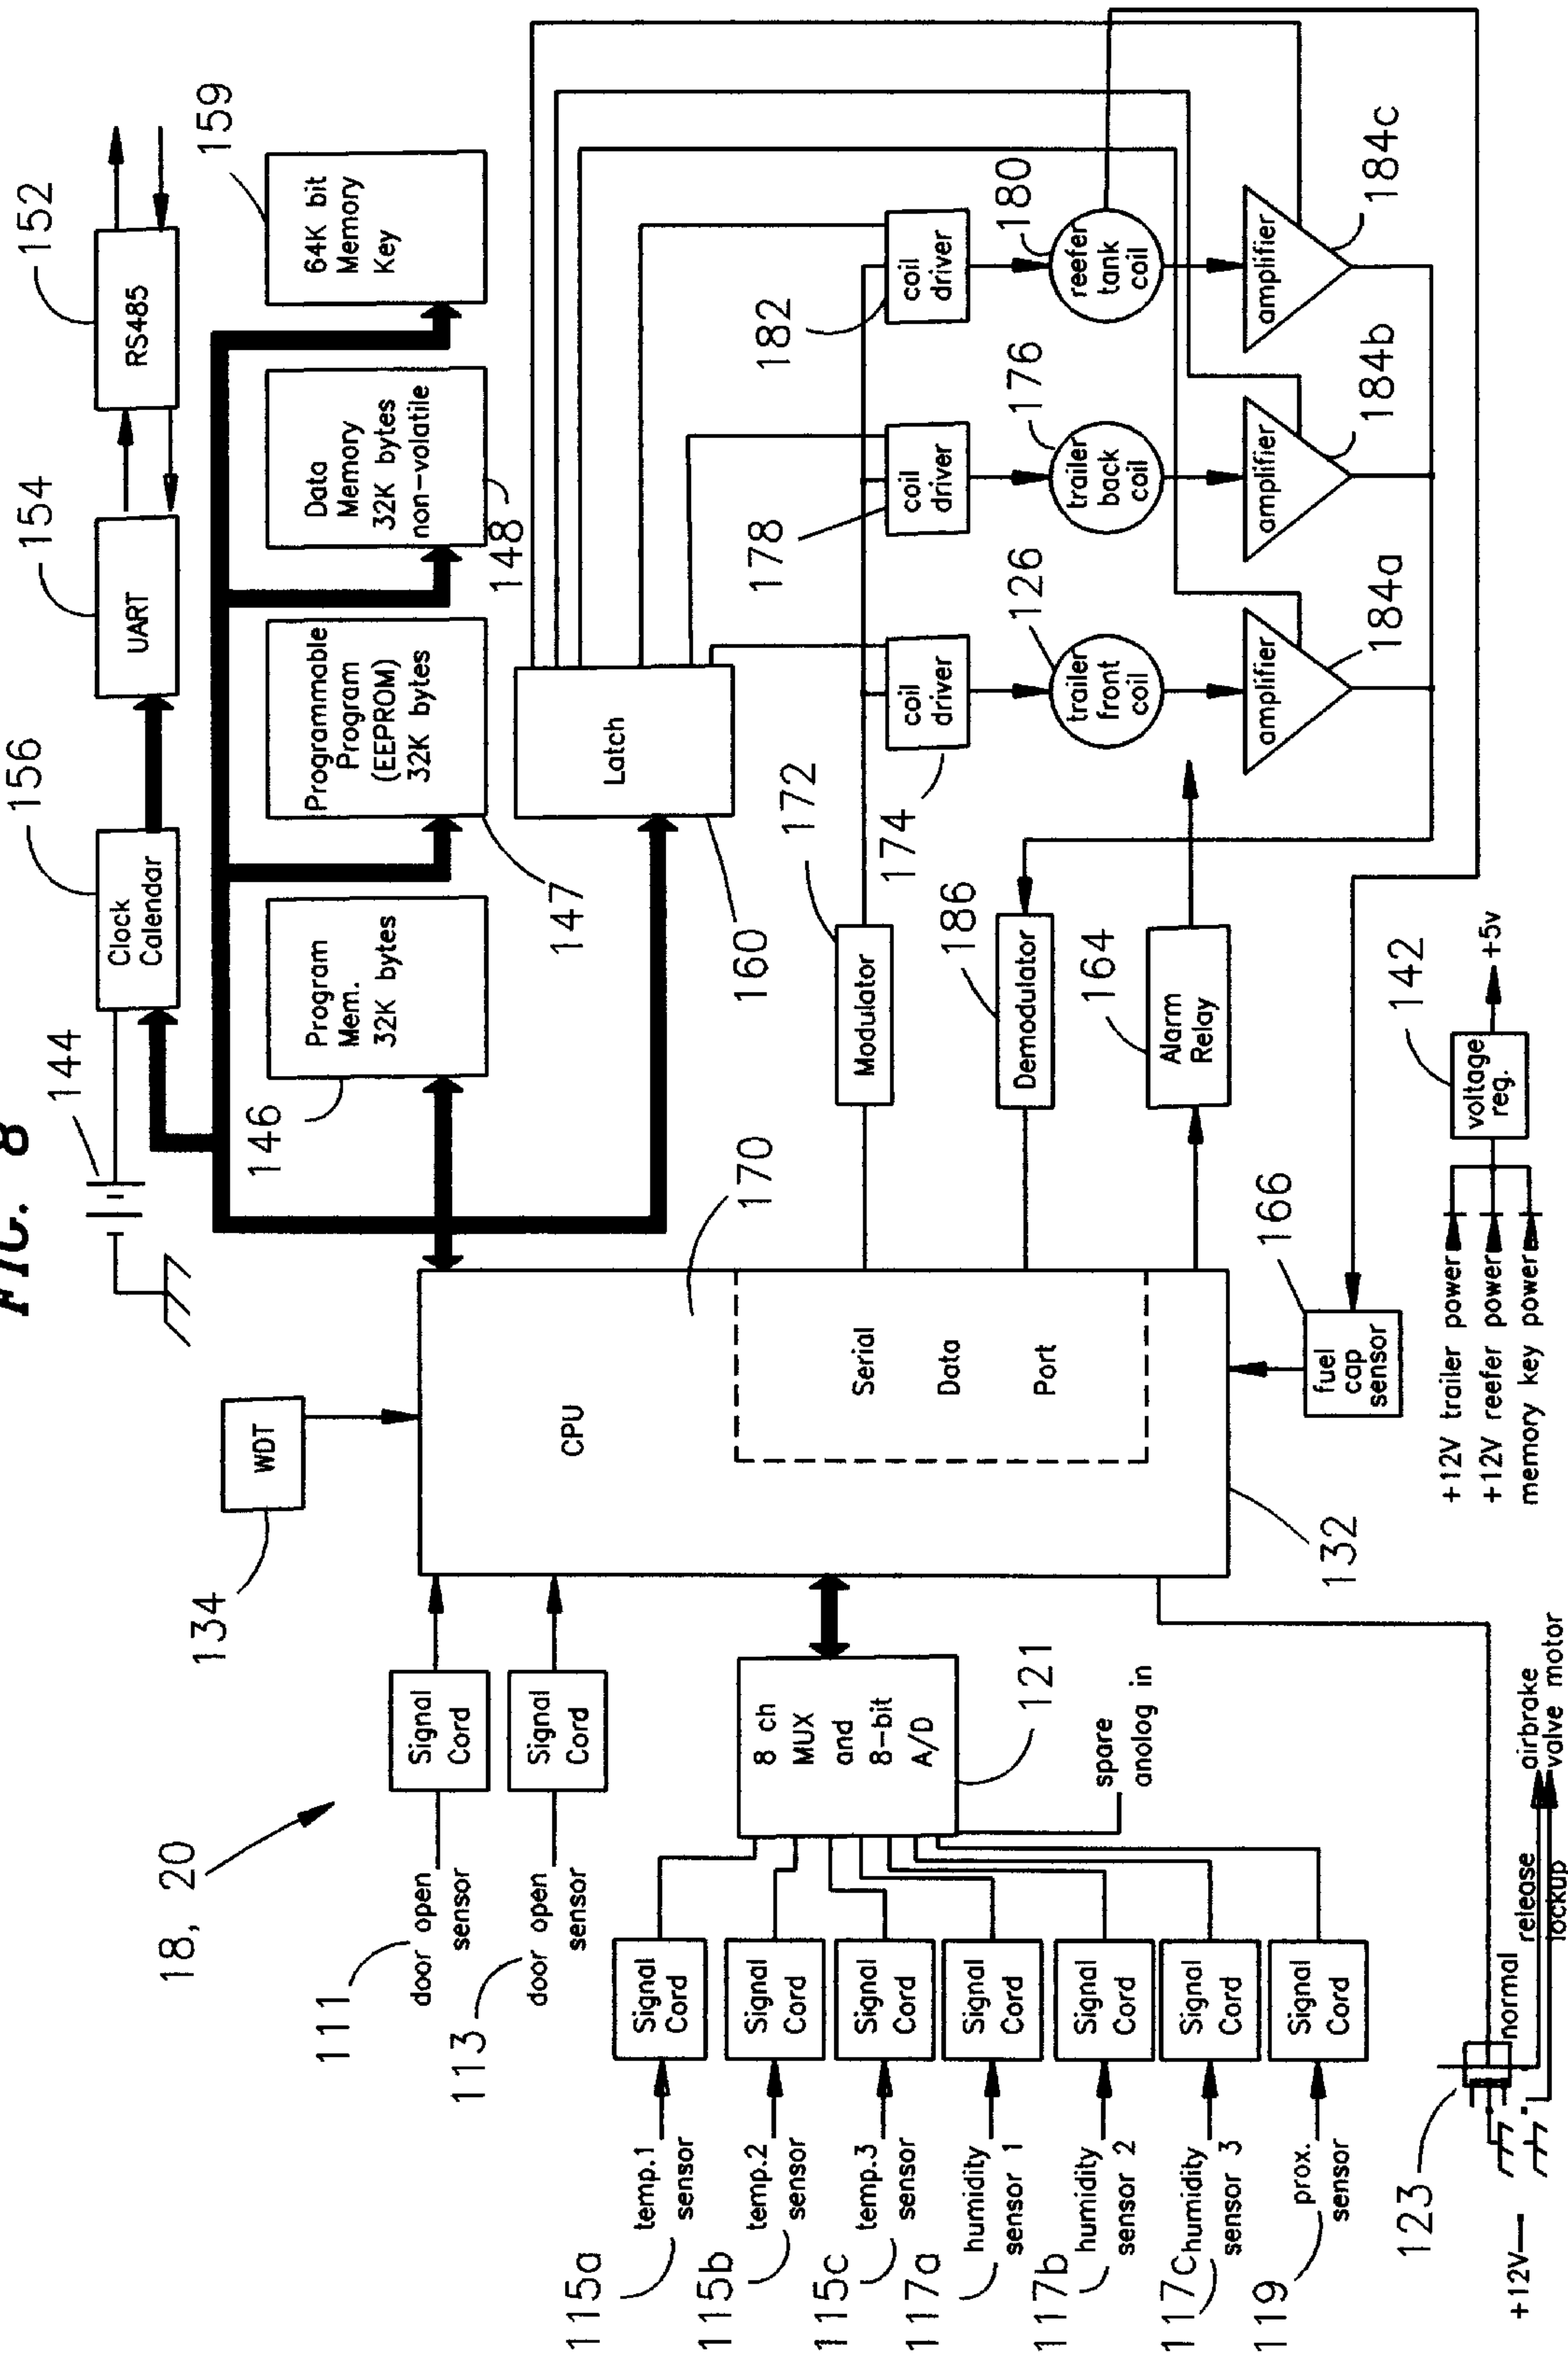 FIG. 8
144
156
154
152
Clock
Calendar
UART
RS485
159
146
Program
Mem.
32K bytes
Programmable
Program
(EEPROM)
32K bytes
147
Data
Memory
32K bytes
non-volatile
148
64K bit
Memory
Key
134
WDT
18, 20
111
door open
sensor
Signal
Cord
113
door open
sensor
Signal
Cord
CPU
170
Serial
Data
Port
132
Latch
160
115a
temp.1
sensor
Signal
Cord
115b
temp.2
sensor
Signal
Cord
115c
temp.3
sensor
Signal
Cord
117a
humidity
sensor 1
Signal
Cord
117b
humidity
sensor 2
Signal
Cord
117c
humidity
sensor 3
Signal
Cord
119
prox.
sensor
Signal
Cord
8 ch
MUX
and
8-bit
A/D
121
spare
anolog in
172
Modulator
174
coil
driver
178
coil
driver
182
coil
driver
186
Demodulator
126
trailer
front
coil
176
trailer
back
coil
180
reefer
tank
coil
164
Alarm
Relay
amplifier
184a
amplifier
184b
amplifier
184c
166
fuel
cap
sensor
142
voltage
reg.
+5v
+12V trailer power
+12V reefer power
memory key power
123
+12V
normal
release
lockup
airbrake
valve motor